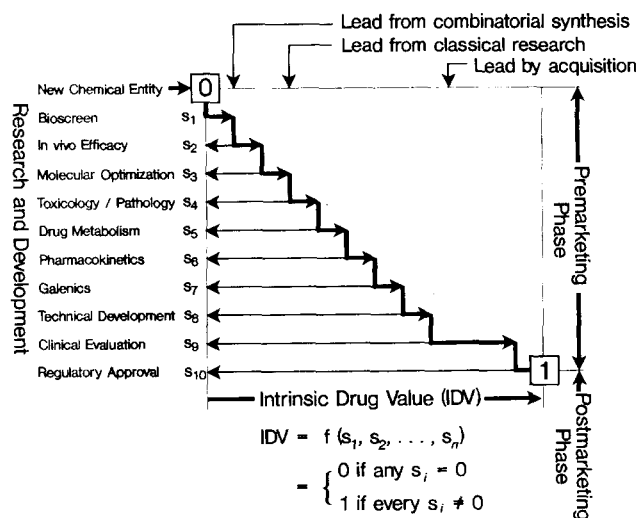 Lead from combinatorial synthesis
Lead from classical research
Lead by acquisition
New Chemical Entity
0
Bioscreen s1
In vivo Efficacy s2
Molecular Optimization s3
Toxicology / Pathology s4
Drug Metabolism s5
Pharmacokinetics s6
Galenics s7
Technical Development s8
Clinical Evaluation s9
Regulatory Approval s10
1
Research and Development
Premarketing
Phase
Postmarketing
Phase
Intrinsic Drug Value (IDV)
IDV = f (s1, s2, . . . , sn)
= { 0 if any si = 0
1 if every si ≠ 0